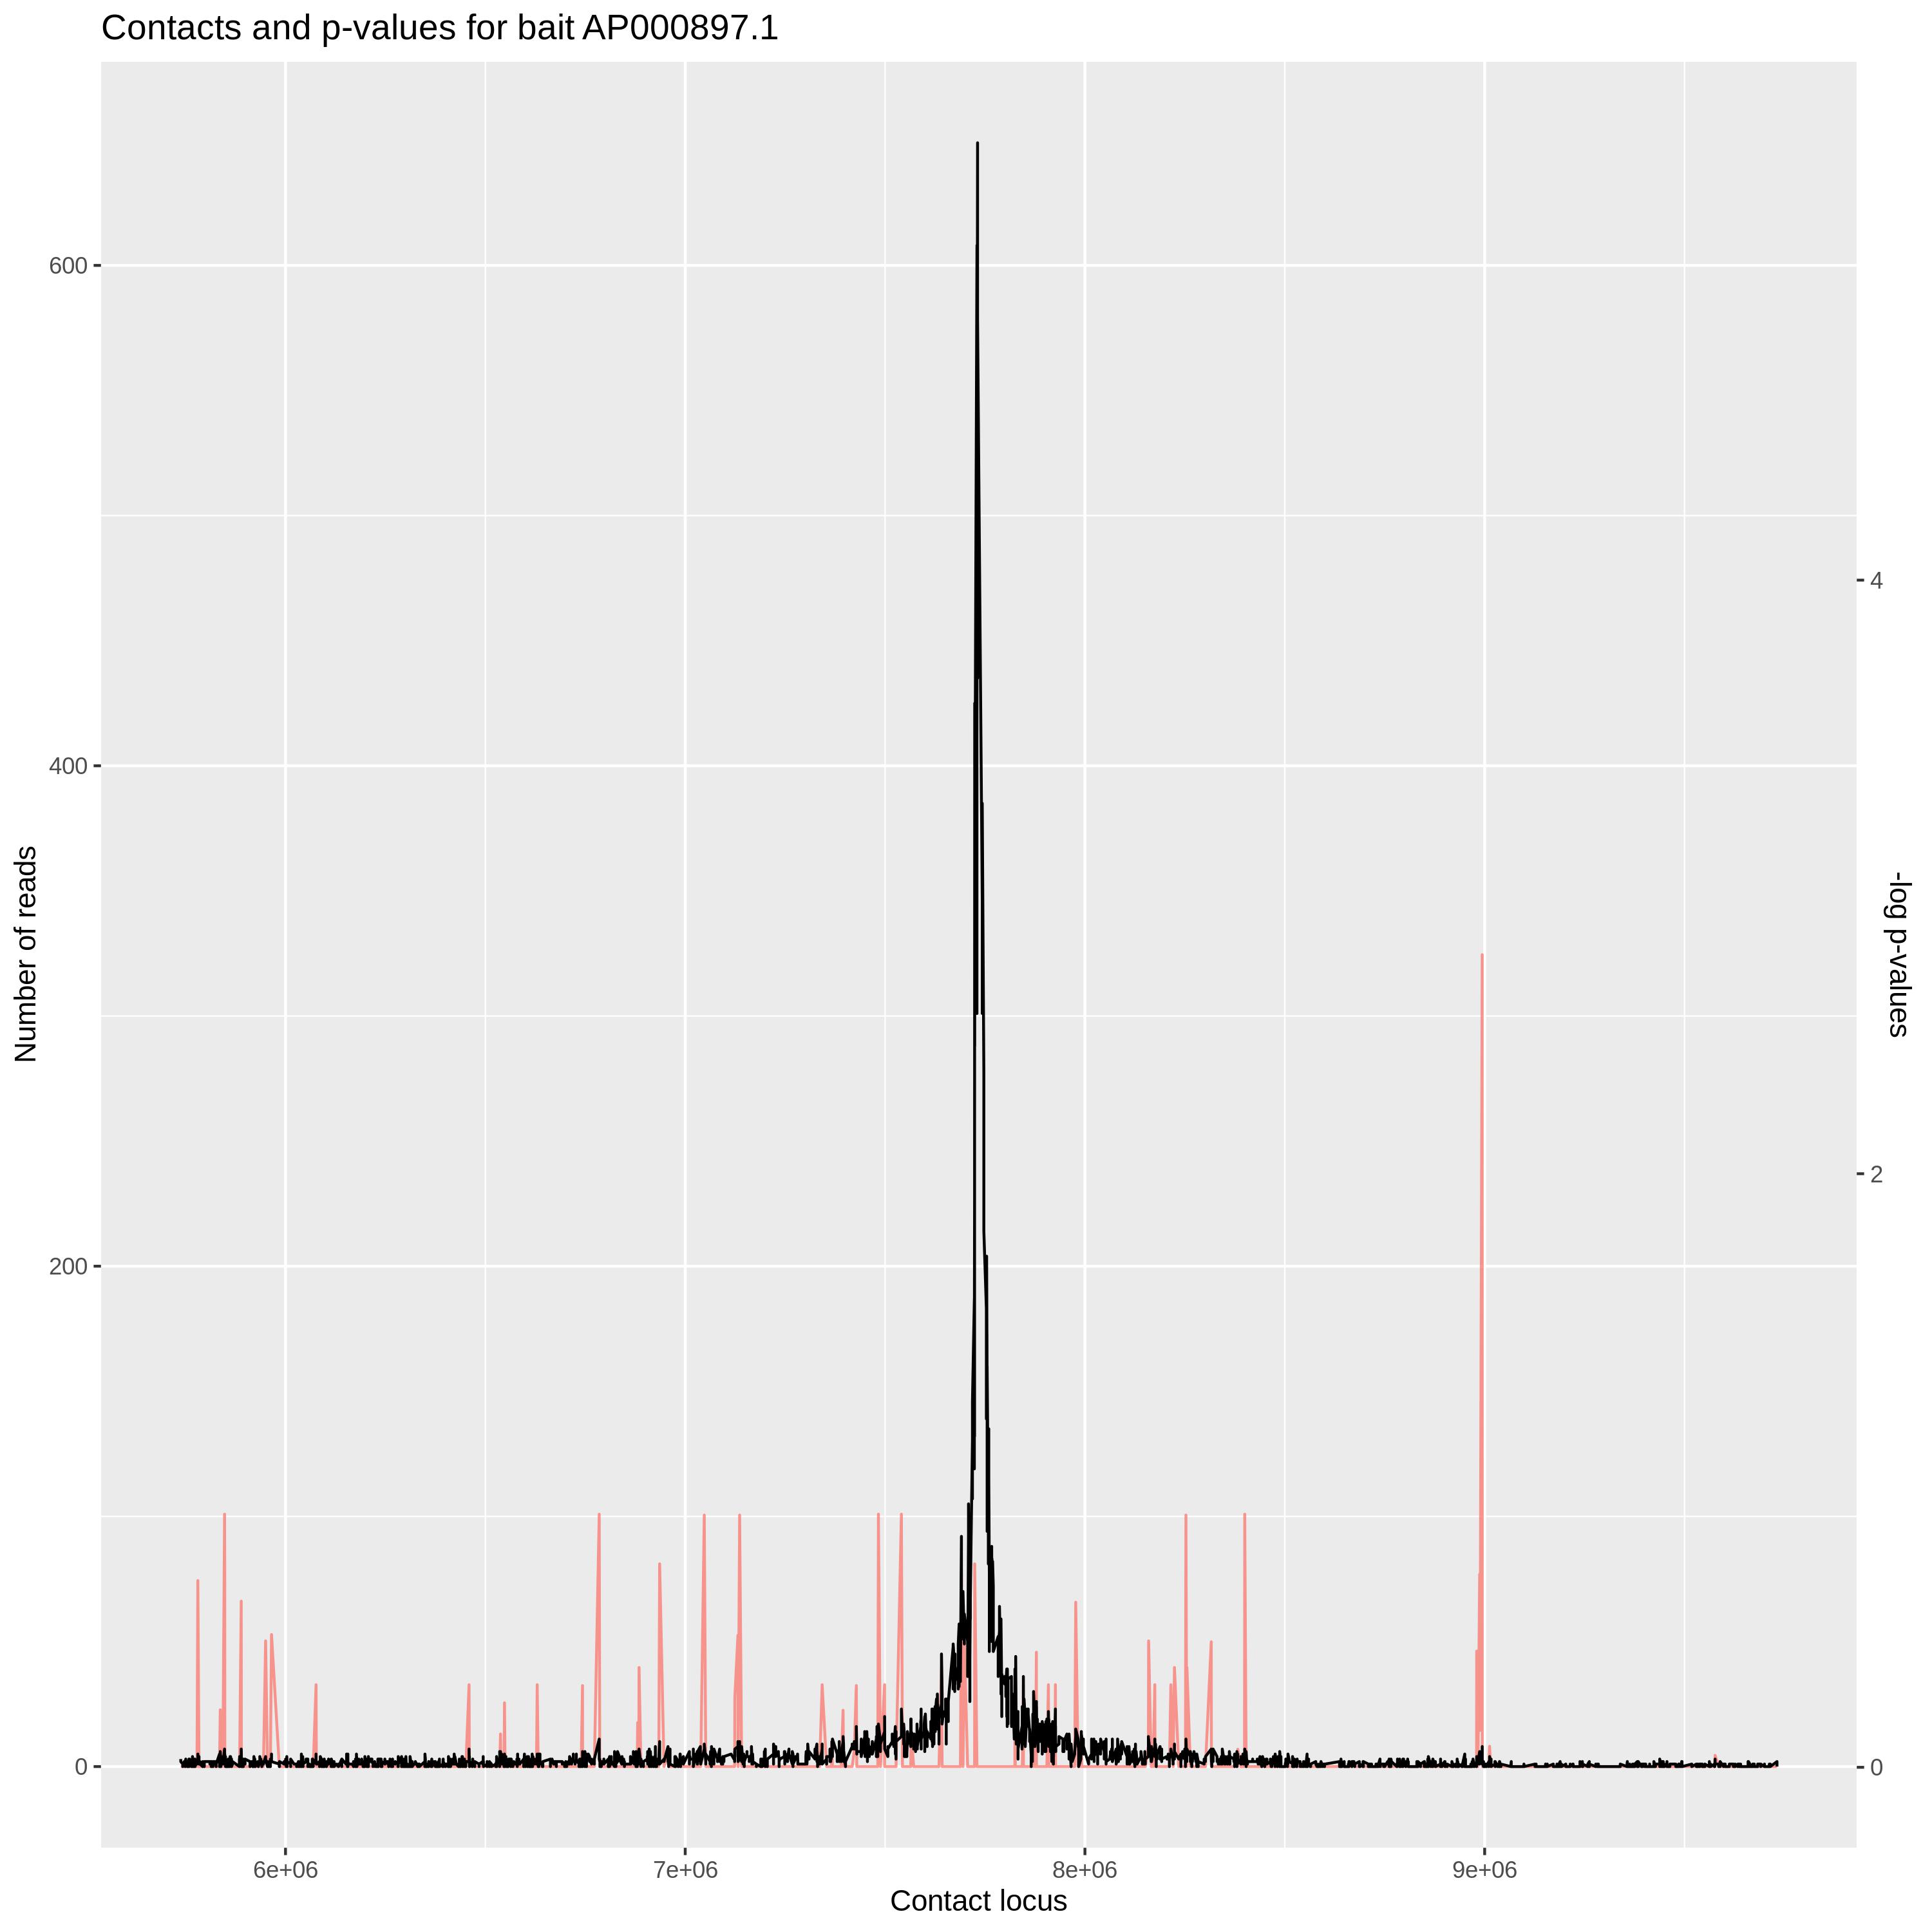 Contacts and p-values for bait AP000897.1
Number of reads
600
400
200
0
4
2
0
-log p-values
6e+06
7e+06
8e+06
9e+06
Contact locus